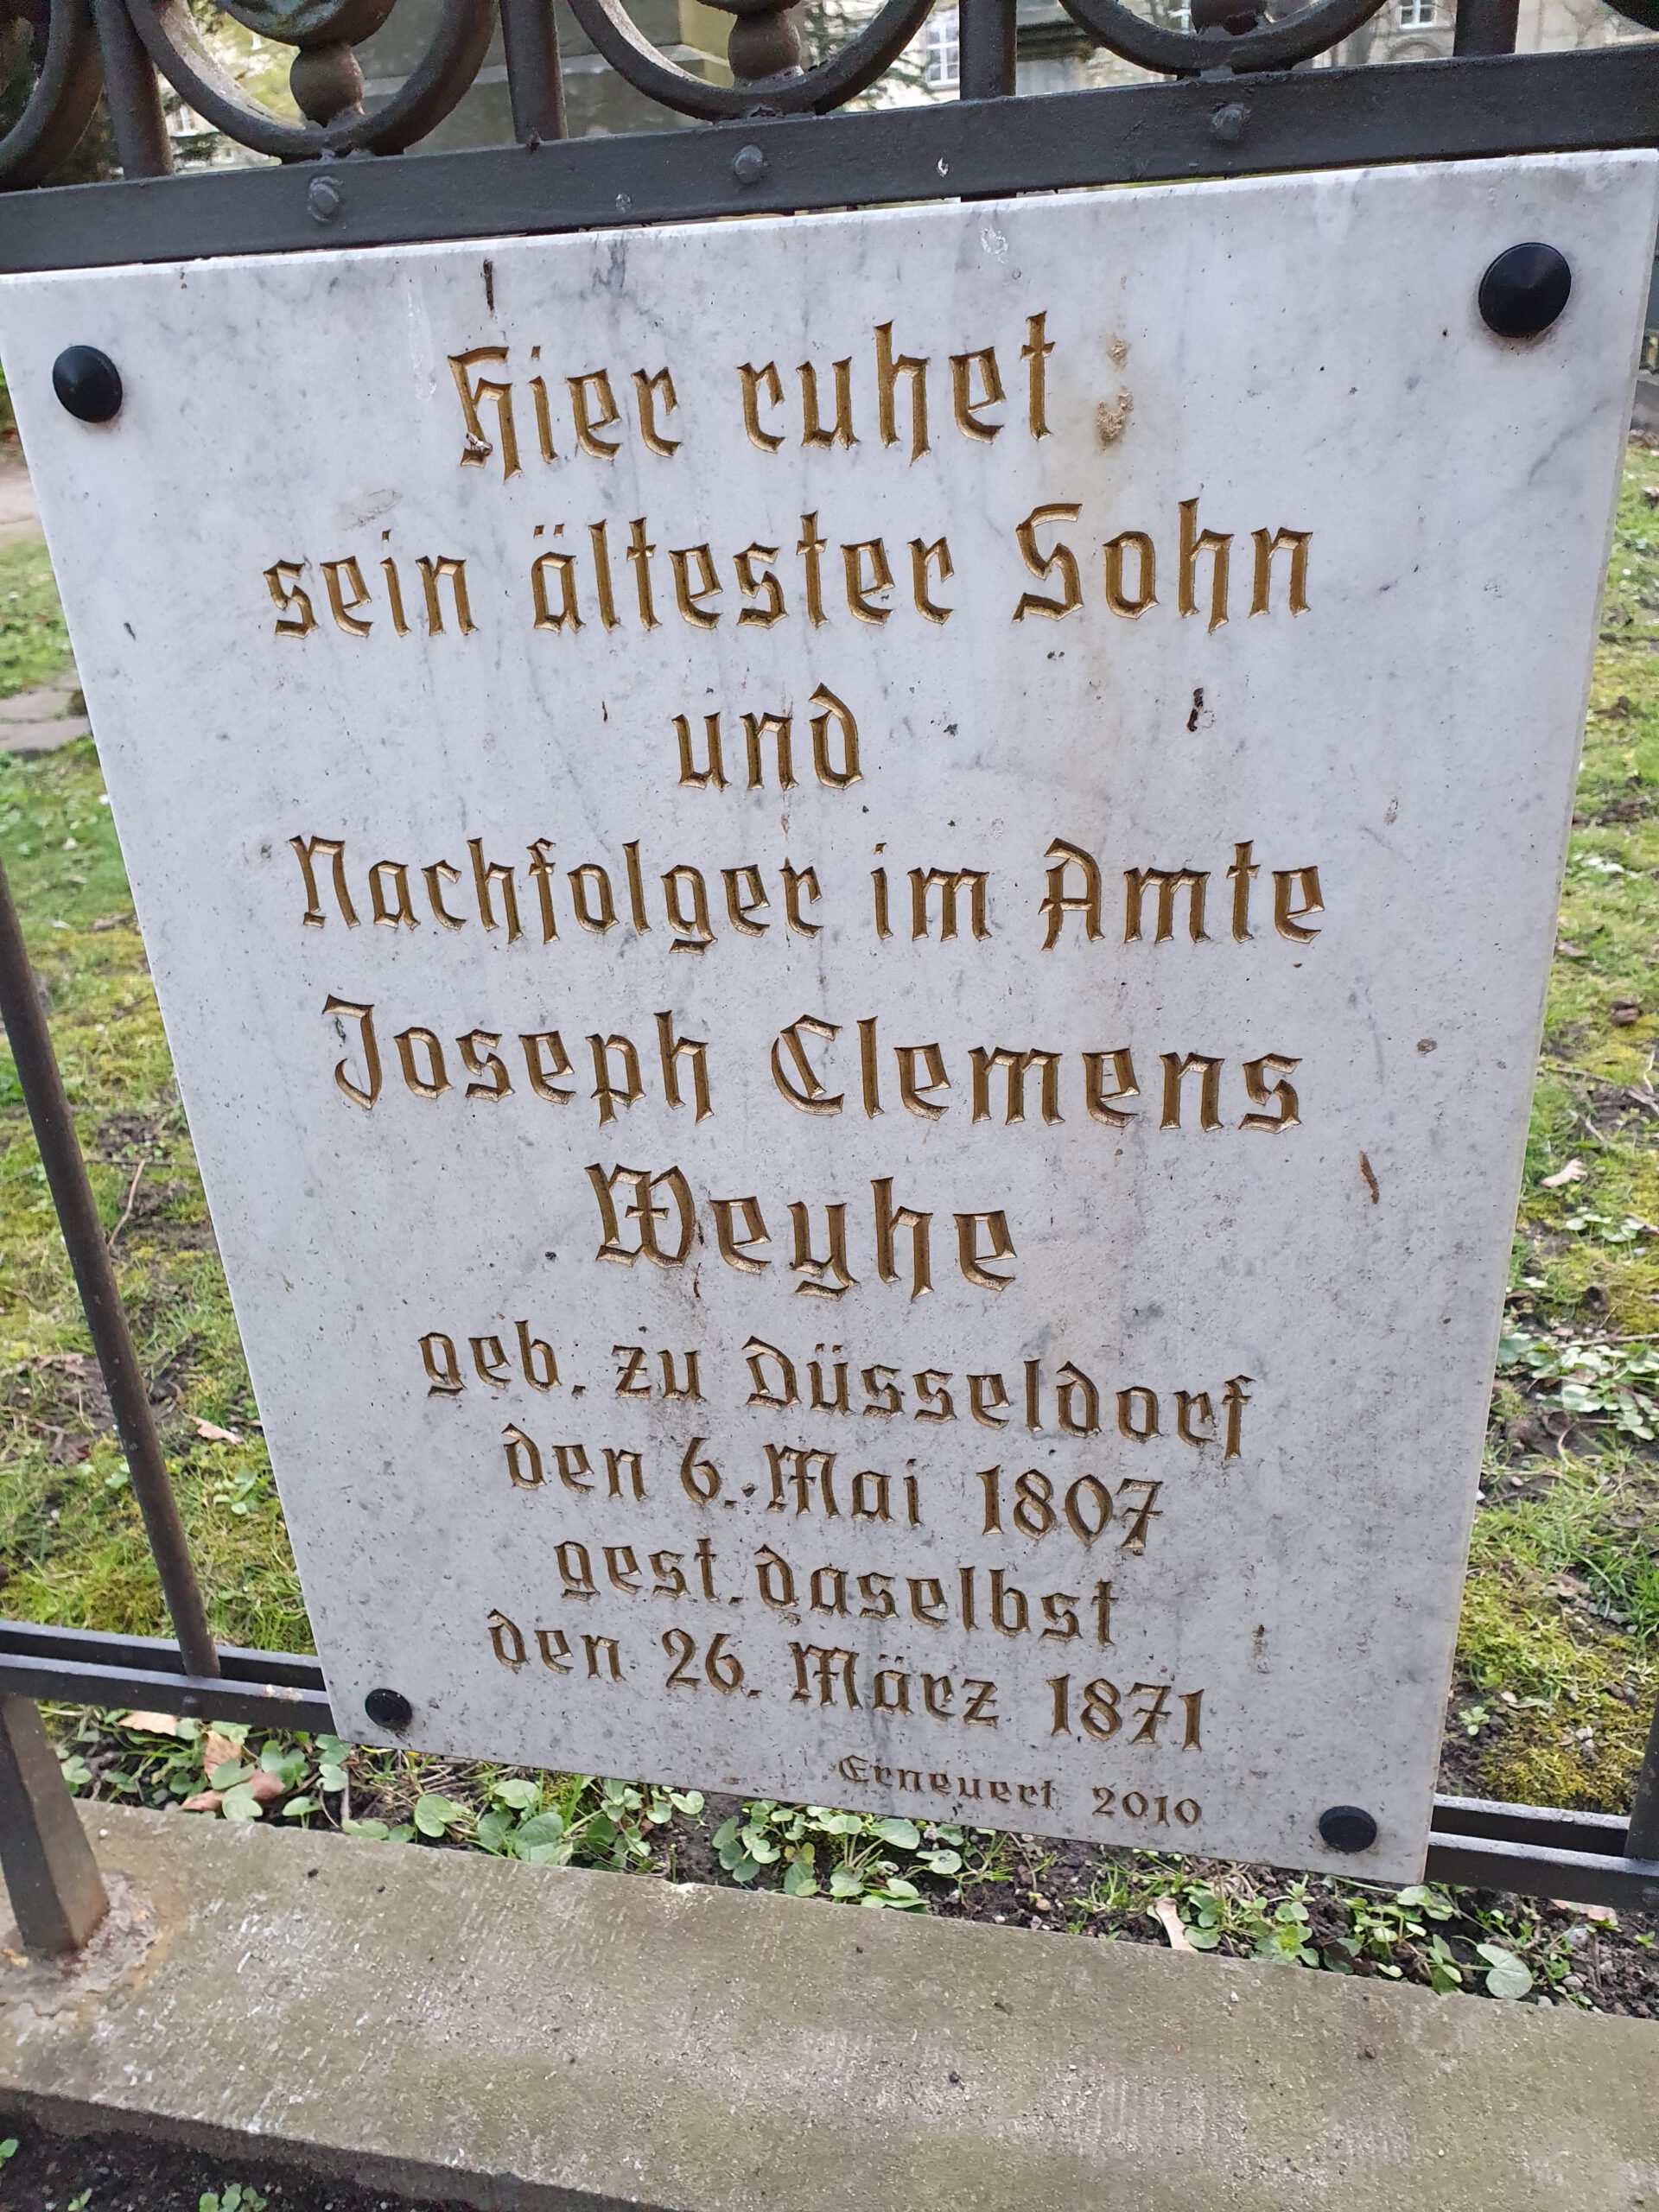 Hier ruhet
sein ältester Sohn
und
Nachfolger im Amte
Joseph Clemens
Weyhe
geb. zu Düsseldorf
den 6. Mai 1807
gest. daselbst
den 26. März 1871
Erneuert 2010